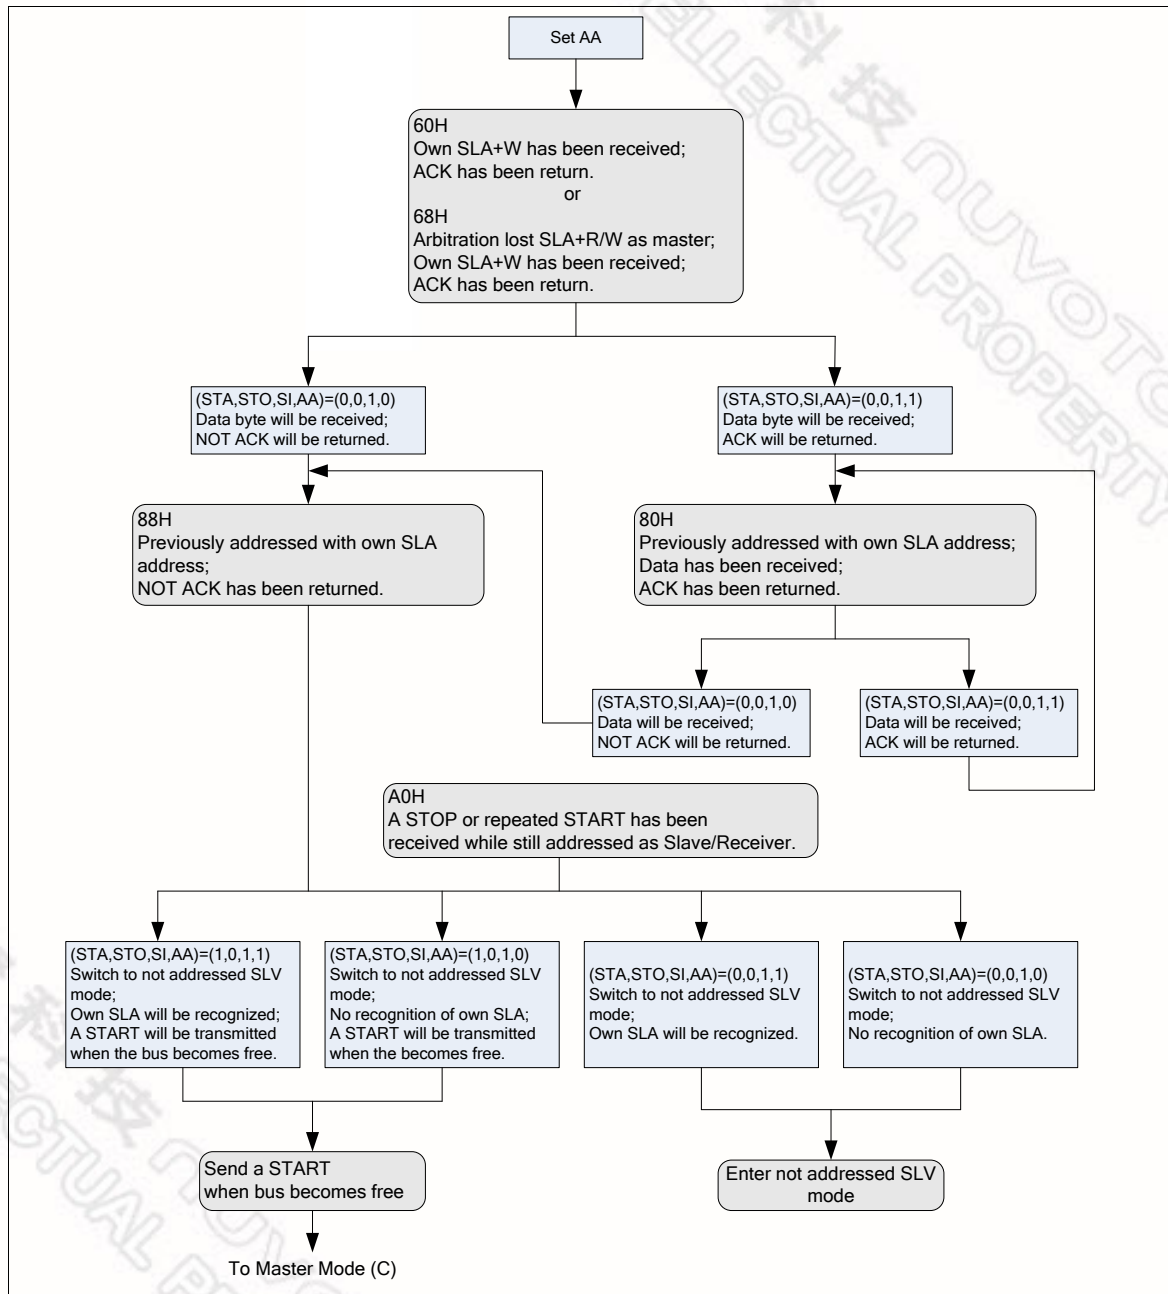 Set AA
60H
Own SLA+W has been received;
ACK has been return.
or
68H
Arbitration lost SLA+R/W as master;
Own SLA+W has been received;
ACK has been return.
(STA,STO,SI,AA)=(0,0,1,0)
Data byte will be received;
NOT ACK will be returned.
(STA,STO,SI,AA)=(0,0,1,1)
Data byte will be received;
ACK will be returned.
88H
Previously addressed with own SLA
address;
NOT ACK has been returned.
80H
Previously addressed with own SLA address;
Data has been received;
ACK has been returned.
(STA,STO,SI,AA)=(0,0,1,0)
Data will be received;
NOT ACK will be returned.
(STA,STO,SI,AA)=(0,0,1,1)
Data will be received;
ACK will be returned.
A0H
A STOP or repeated START has been
received while still addressed as Slave/Receiver.
(STA,STO,SI,AA)=(1,0,1,1)
Switch to not addressed SLV
mode;
Own SLA will be recognized;
A START will be transmitted
when the bus becomes free.
(STA,STO,SI,AA)=(1,0,1,0)
Switch to not addressed SLV
mode;
No recognition of own SLA;
A START will be transmitted
when the becomes free.
(STA,STO,SI,AA)=(0,0,1,1)
Switch to not addressed SLV
mode;
Own SLA will be recognized.
(STA,STO,SI,AA)=(0,0,1,0)
Switch to not addressed SLV
mode;
No recognition of own SLA.
Send a START
when bus becomes free
Enter not addressed SLV
mode
To Master Mode (C)
科技 nuvoTo
PROPERTY
科技